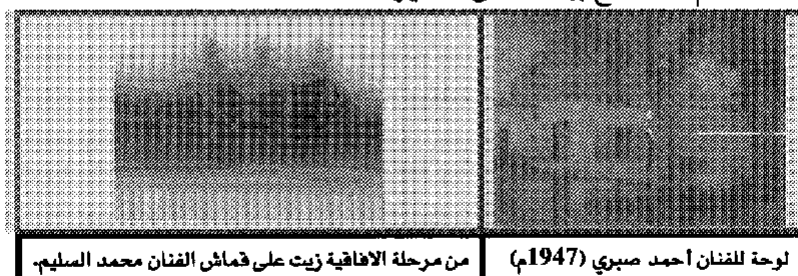 لوحة للفنان أحمد صبري (1947م)
من مرحلة الافاقية زيت على قماش الفنان محمد السليم.